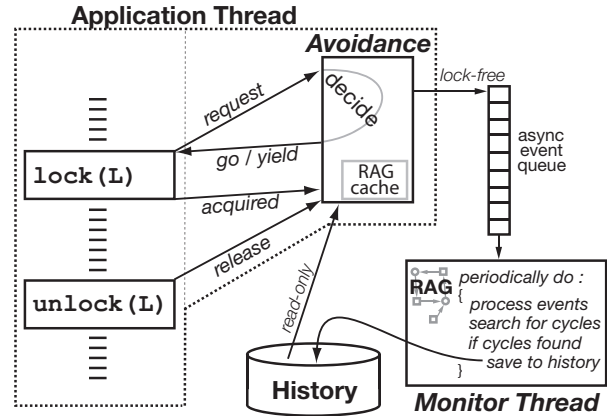 Application Thread
Avoidance
lock-free
request
decide
go / yield
lock(L)
RAG
cache
acquired
async
event
queue
release
unlock(L)
read-only
RAG
periodically do :
{
process events
search for cycles
if cycles found
save to history
}
History
Monitor Thread